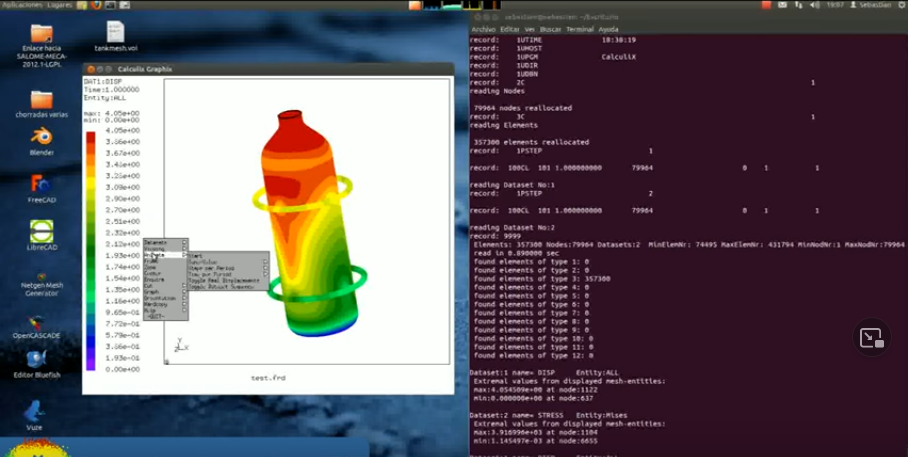 Aplicaciones Lugares
19:07 Sebastian
Enlace hacia
SALOME-MECA-
2012.1-LGPL
tankmesh.vol
chorradas varias
Blender
FreeCAD
LibreCAD
Netgen Mesh
Generator
OpenCASCADE
Editor Bluefish
Vuze
Calculix Graphix
DAT1:DISP
Time:1.000000
Entity:ALL
max: 4.05e+00
min: 0.00e+00
4.05e+00
3.86e+00
3.67e+00
3.47e+00
3.28e+00
3.09e+00
2.90e+00
2.70e+00
2.51e+00
2.32e+00
2.12e+00
1.93e+00
1.74e+00
1.54e+00
1.35e+00
1.16e+00
9.65e-01
7.72e-01
5.79e-01
3.86e-01
1.93e-01
0.00e+00
Datasets
Viewing
Animate
Frame
Zoom
Center
Enquire
Cut
Graph
Orientation
Hardcopy
Help
-QUIT-
Start
Tune-Value
Steps per Period
Time per Period
Toggle Real Displacements
Toggle Dataset Sequence
y
z x
test.frd
Archivo Editar Ver Buscar Terminal Ayuda
record: 1UTIME 18:30:19
record: 1UHOST
record: 1UPGM CalculiX
record: 1UDIR
record: 1UDBN
record: 2C 1
reading Nodes
79964 nodes reallocated
record: 3C 1
reading Elements
357300 elements reallocated
record: 1PSTEP 1
record: 100CL 101 1.000000000 79964 0 1 1
reading Dataset No:1
record: 1PSTEP 2
record: 100CL 101 1.000000000 79964 0 1 1
reading Dataset No:2
record: 9999
Elements: 357300 Nodes:79964 Datasets:2 MinElemNr: 74495 MaxElemNr: 431794 MinNodNr:1 MaxNodNr:79964
read in 0.890000 sec
found elements of type 1: 0
found elements of type 2: 0
found elements of type 3: 357300
found elements of type 4: 0
found elements of type 5: 0
found elements of type 6: 0
found elements of type 7: 0
found elements of type 8: 0
found elements of type 9: 0
found elements of type 10: 0
found elements of type 11: 0
found elements of type 12: 0
Dataset:1 name= DISP Entity:ALL
Extremal values from displayed mesh-entities:
max:4.054509e+00 at node:1122
min:0.000000e+00 at node:637
Dataset:2 name= STRESS Entity:Mises
Extremal values from displayed mesh-entities:
max:3.916996e+03 at node:1104
min:1.145497e-03 at node:6655